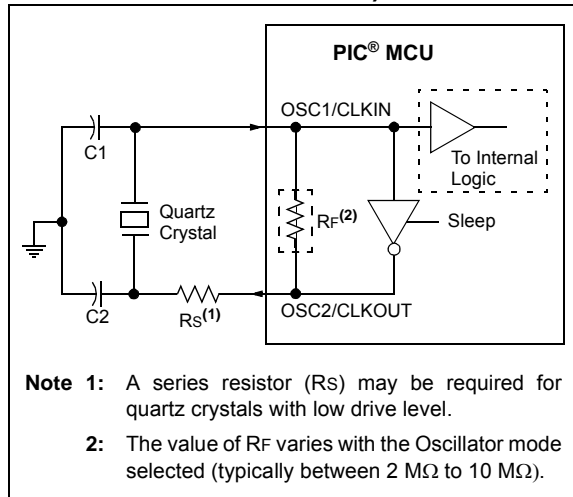 PIC® MCU
OSC1/CLKIN
C1
To Internal
Logic
Quartz
Crystal
RF(2)
Sleep
C2
RS(1)
OSC2/CLKOUT
Note 1: A series resistor (RS) may be required for
quartz crystals with low drive level.
2: The value of RF varies with the Oscillator mode
selected (typically between 2 MΩ to 10 MΩ).